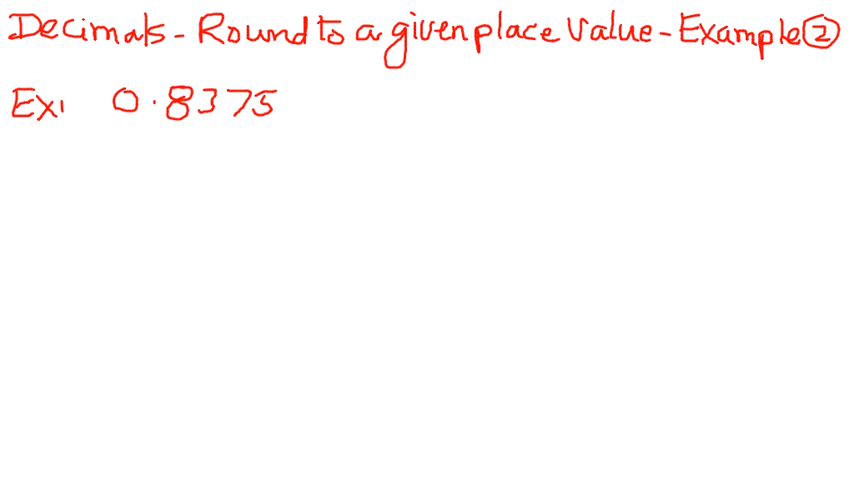 Decimals - Round to a given place Value - Example ②
Ex: 0.8375